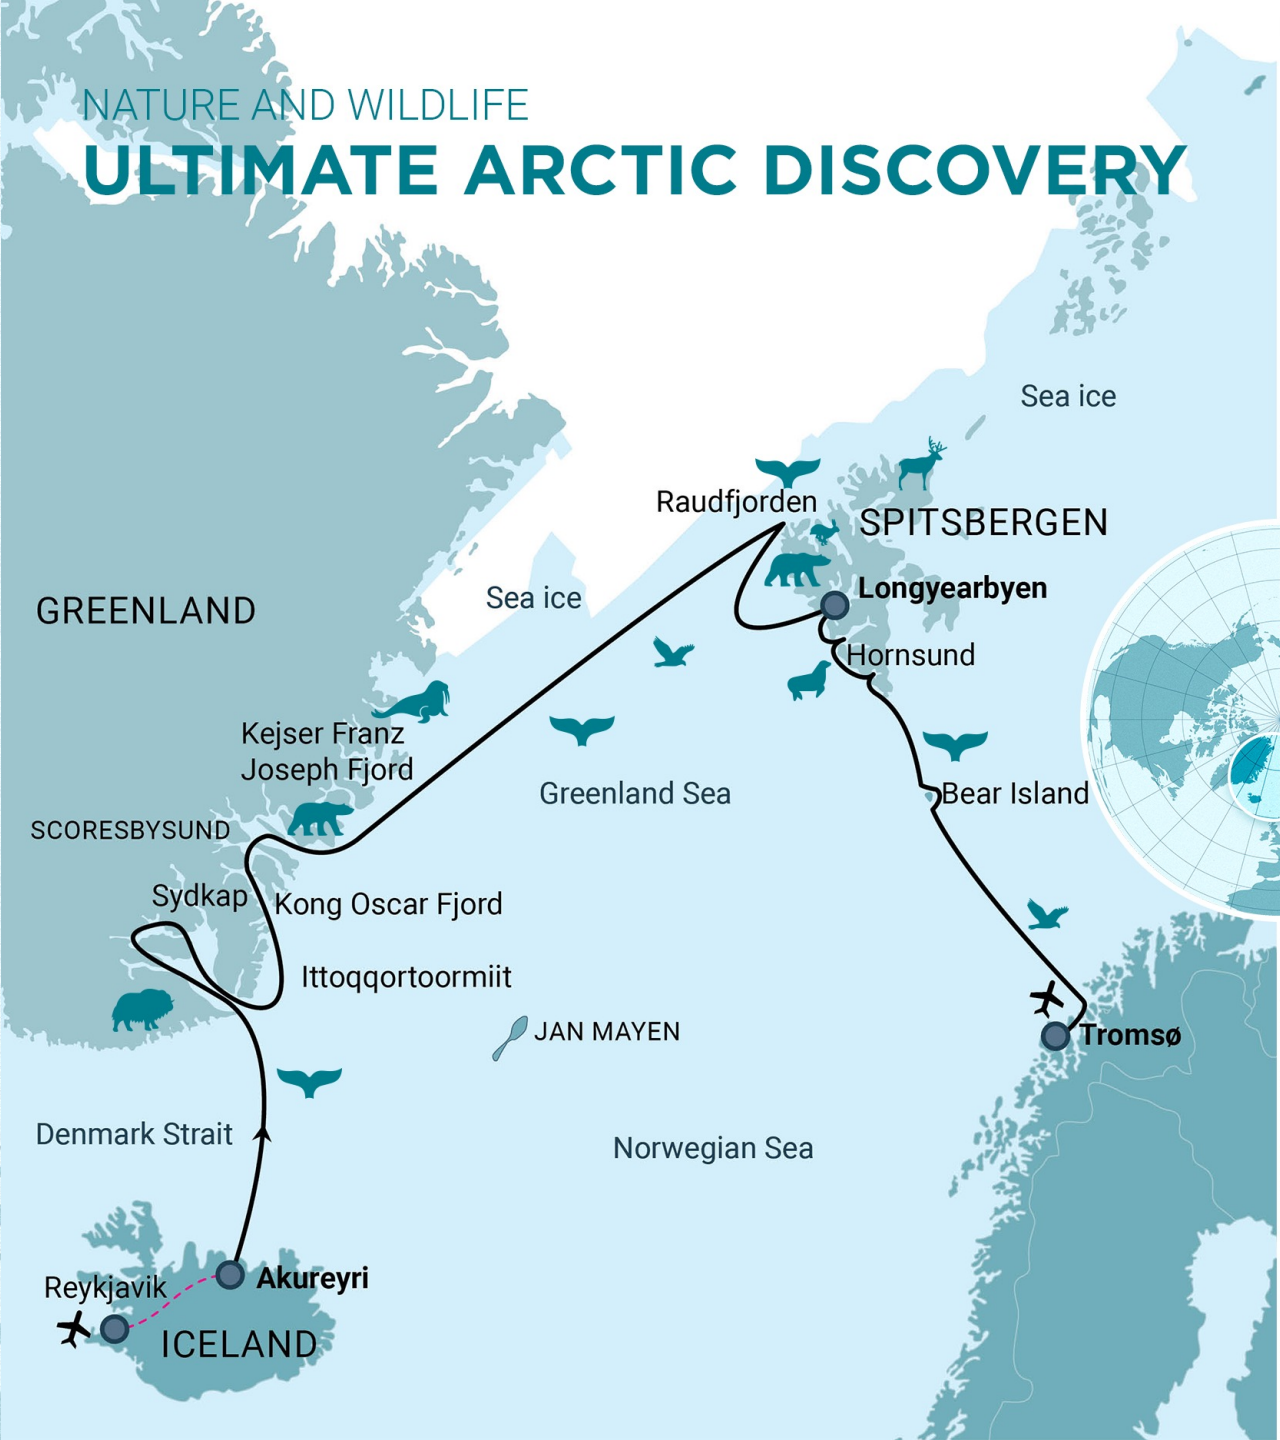 NATURE AND WILDLIFE
ULTIMATE ARCTIC DISCOVERY
Sea ice
Raudfjorden
SPITSBERGEN
Longyearbyen
Sea ice
GREENLAND
Hornsund
Kejser Franz
Joseph Fjord
Greenland Sea
Bear Island
SCORESBYSUND
Sydkap
Kong Oscar Fjord
Ittoqqortoormiit
JAN MAYEN
Tromsø
Denmark Strait
Norwegian Sea
Akureyri
Reykjavik
ICELAND